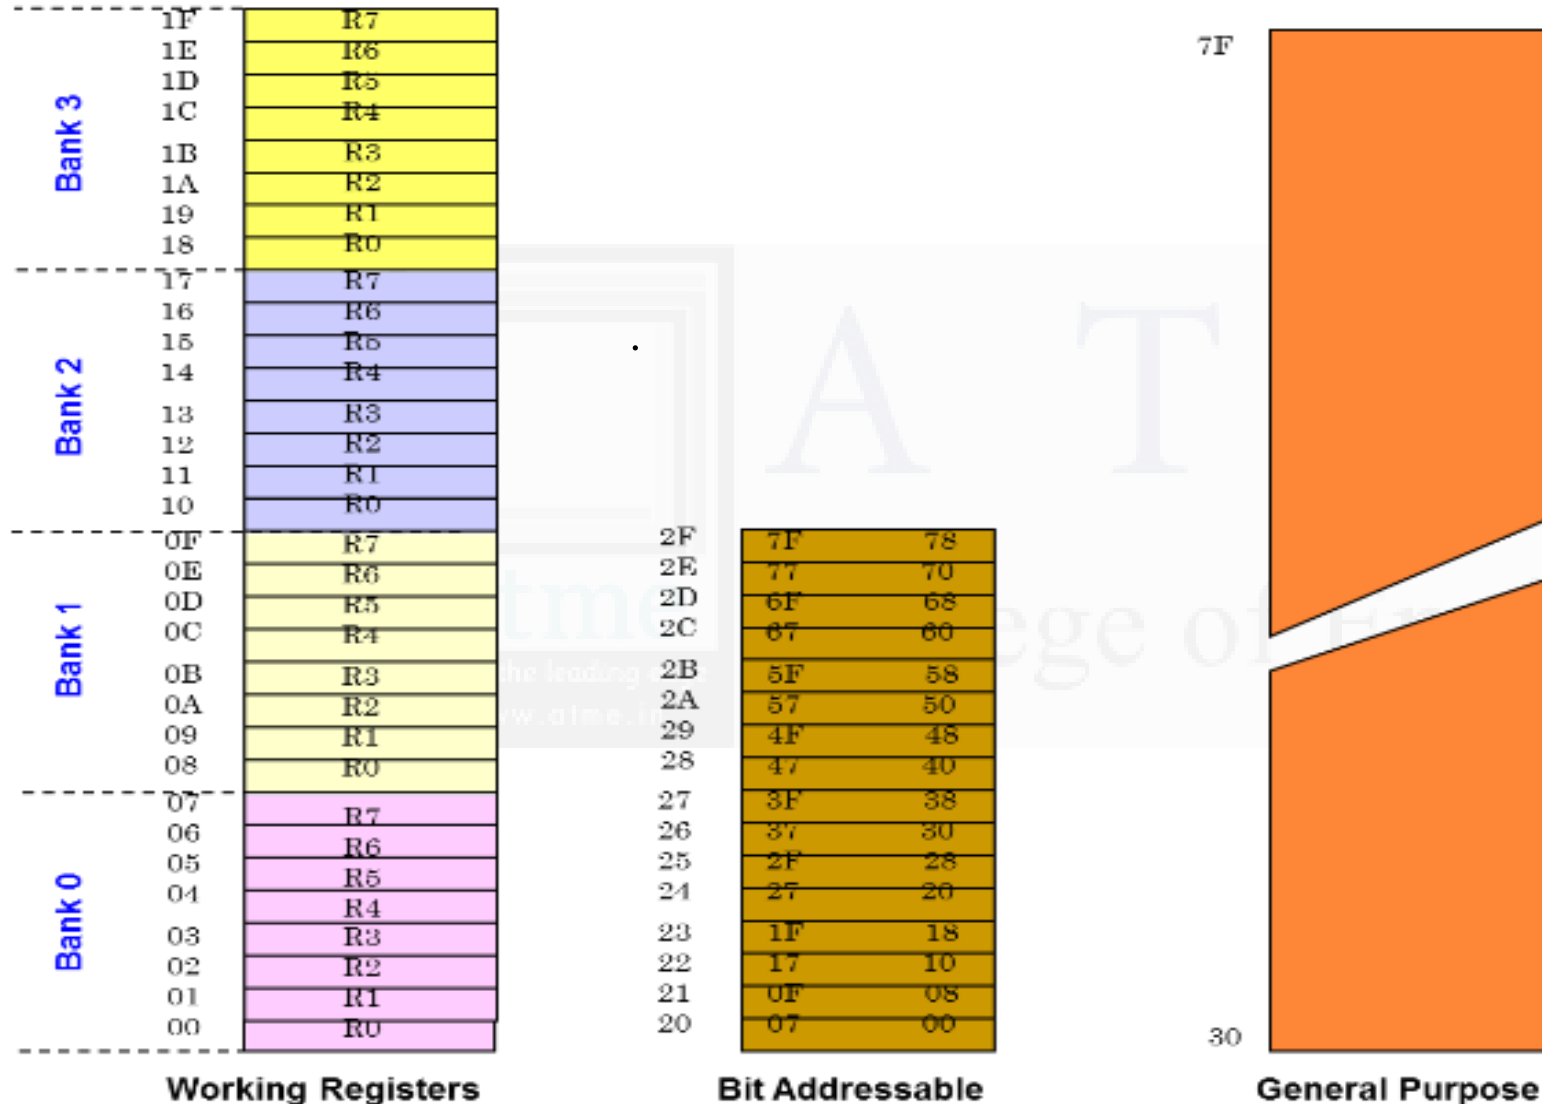 Bank 3
1F R7
1E R6
1D R5
1C R4
1B R3
1A R2
19 R1
18 R0
Bank 2
17 R7
16 R6
15 R5
14 R4
13 R3
12 R2
11 R1
10 R0
Bank 1
0F R7
0E R6
0D R5
0C R4
0B R3
0A R2
09 R1
08 R0
Bank 0
07 R7
06 R6
05 R5
04 R4
03 R3
02 R2
01 R1
00 R0
Working Registers
2F 7F 78
2E 77 70
2D 6F 68
2C 67 60
2B 5F 58
2A 57 50
29 4F 48
28 47 40
27 3F 38
26 37 30
25 2F 28
24 27 20
23 1F 18
22 17 10
21 0F 08
20 07 00
Bit Addressable
7F
30
General Purpose
A T
ege of